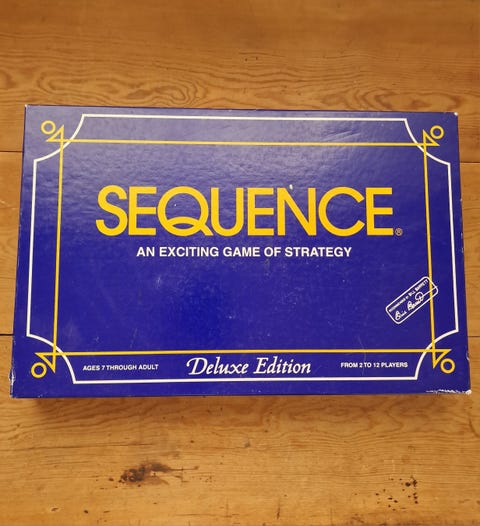 SEQUENCE®
AN EXCITING GAME OF STRATEGY
AGES 7 THROUGH ADULT
Deluxe Edition
FROM 2 TO 12 PLAYERS